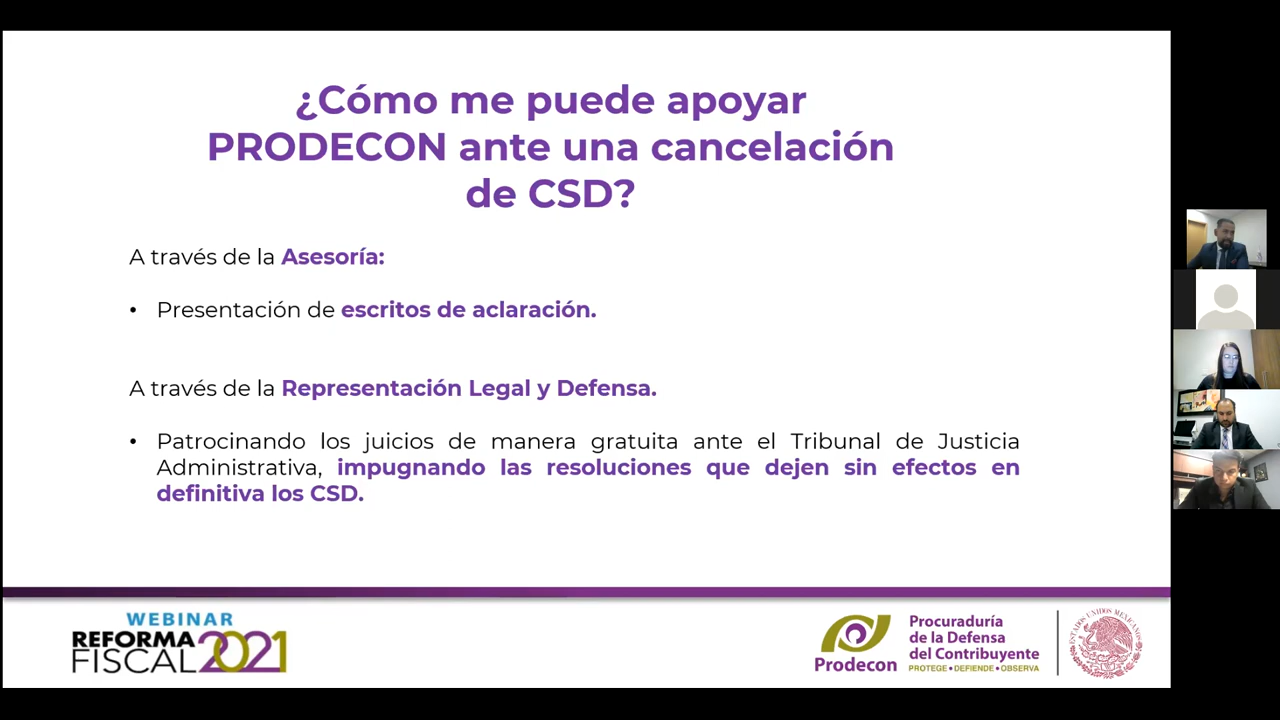 ¿Cómo me puede apoyar
PRODECON ante una cancelación
de CSD?
A través de la Asesoría:
• Presentación de escritos de aclaración.
A través de la Representación Legal y Defensa.
• Patrocinando los juicios de manera gratuita ante el Tribunal de Justicia
Administrativa, impugnando las resoluciones que dejen sin efectos en
definitiva los CSD.
WEBINAR
REFORMA
FISCAL 2021
Prodecon
Procuraduría
de la Defensa
del Contribuyente
PROTEGE • DEFIENDE • OBSERVA
ESTADOS UNIDOS MEXICANOS